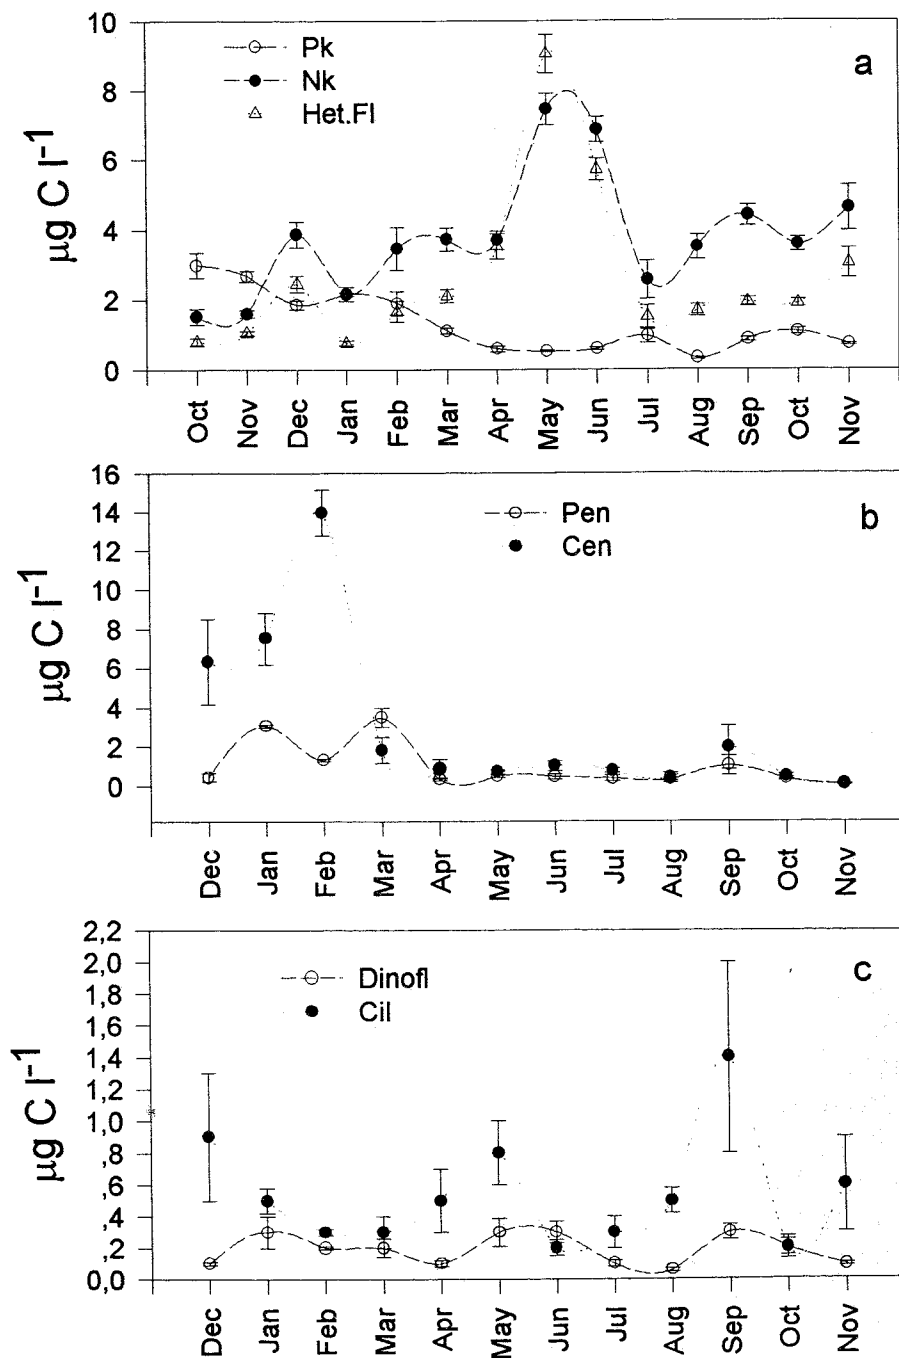 10
8
6
4
2
0
µg C l-1
Pk
Nk
Het.Fl
a
Oct
Nov
Dec
Jan
Feb
Mar
Apr
May
Jun
Jul
Aug
Sep
Oct
Nov
16
14
12
10
8
6
4
2
0
µg C l-1
Pen
Cen
b
Dec
Jan
Feb
Mar
Apr
May
Jun
Jul
Aug
Sep
Oct
Nov
2,2
2,0
1,8
1,6
1,4
1,2
1,0
,8
,6
,4
,2
0,0
µg C l-1
Dinofl
Cil
c
Dec
Jan
Feb
Mar
Apr
May
Jun
Jul
Aug
Sep
Oct
Nov